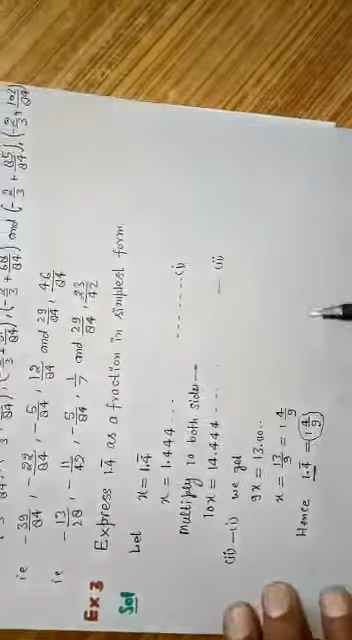 ie -39/84, -22/84, -5/84, 12/84 and 29/84, 46/84
ie -13/28, -11/42, -5/84, 1/7 and 29/84, 23/42
Ex 3 Express 1.4̄ as a fraction in simplest form.
Sol Let x = 1.4̄
x = 1.444 ... ------- (i)
Multiply 10 both sides—
10x = 14.444 ---- — (ii)
(ii) - (i) we get
9x = 13.00..
x = 13/9 = 1 4/9
Hence 1.4̄ = 1 4/9